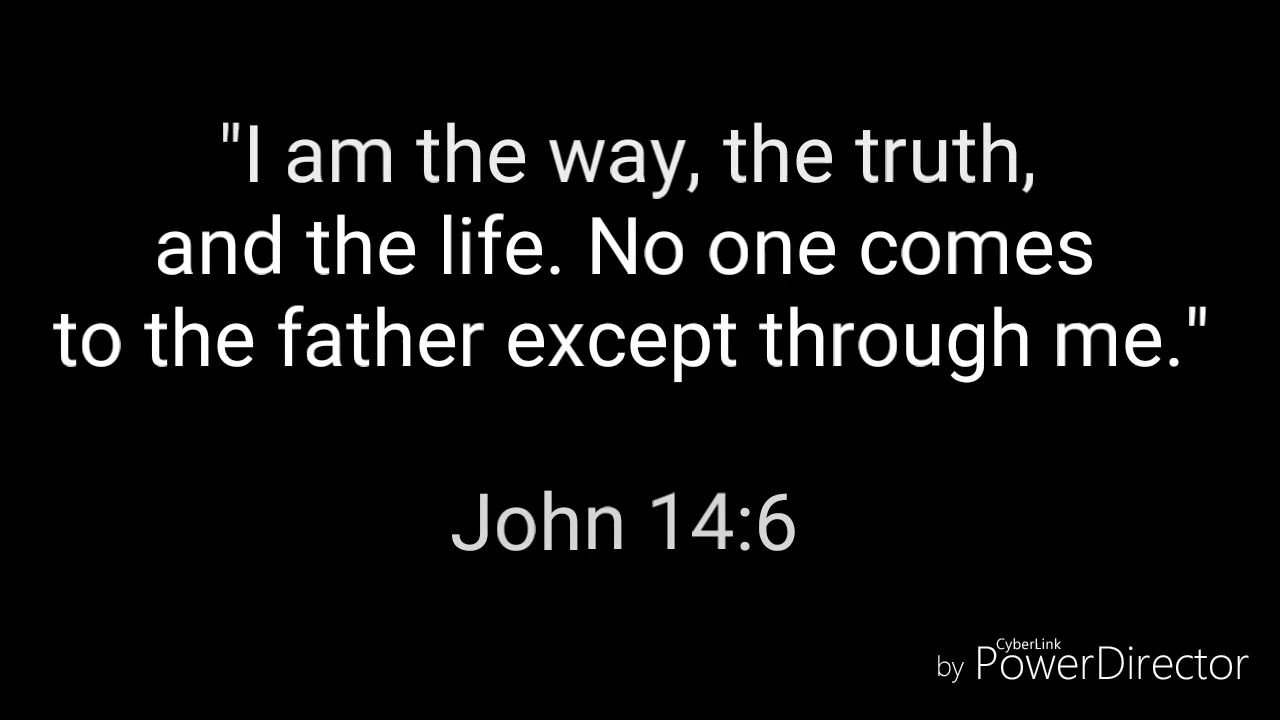 "I am the way, the truth,
and the life. No one comes
to the father except through me."
John 14:6
CyberLink
by PowerDirector